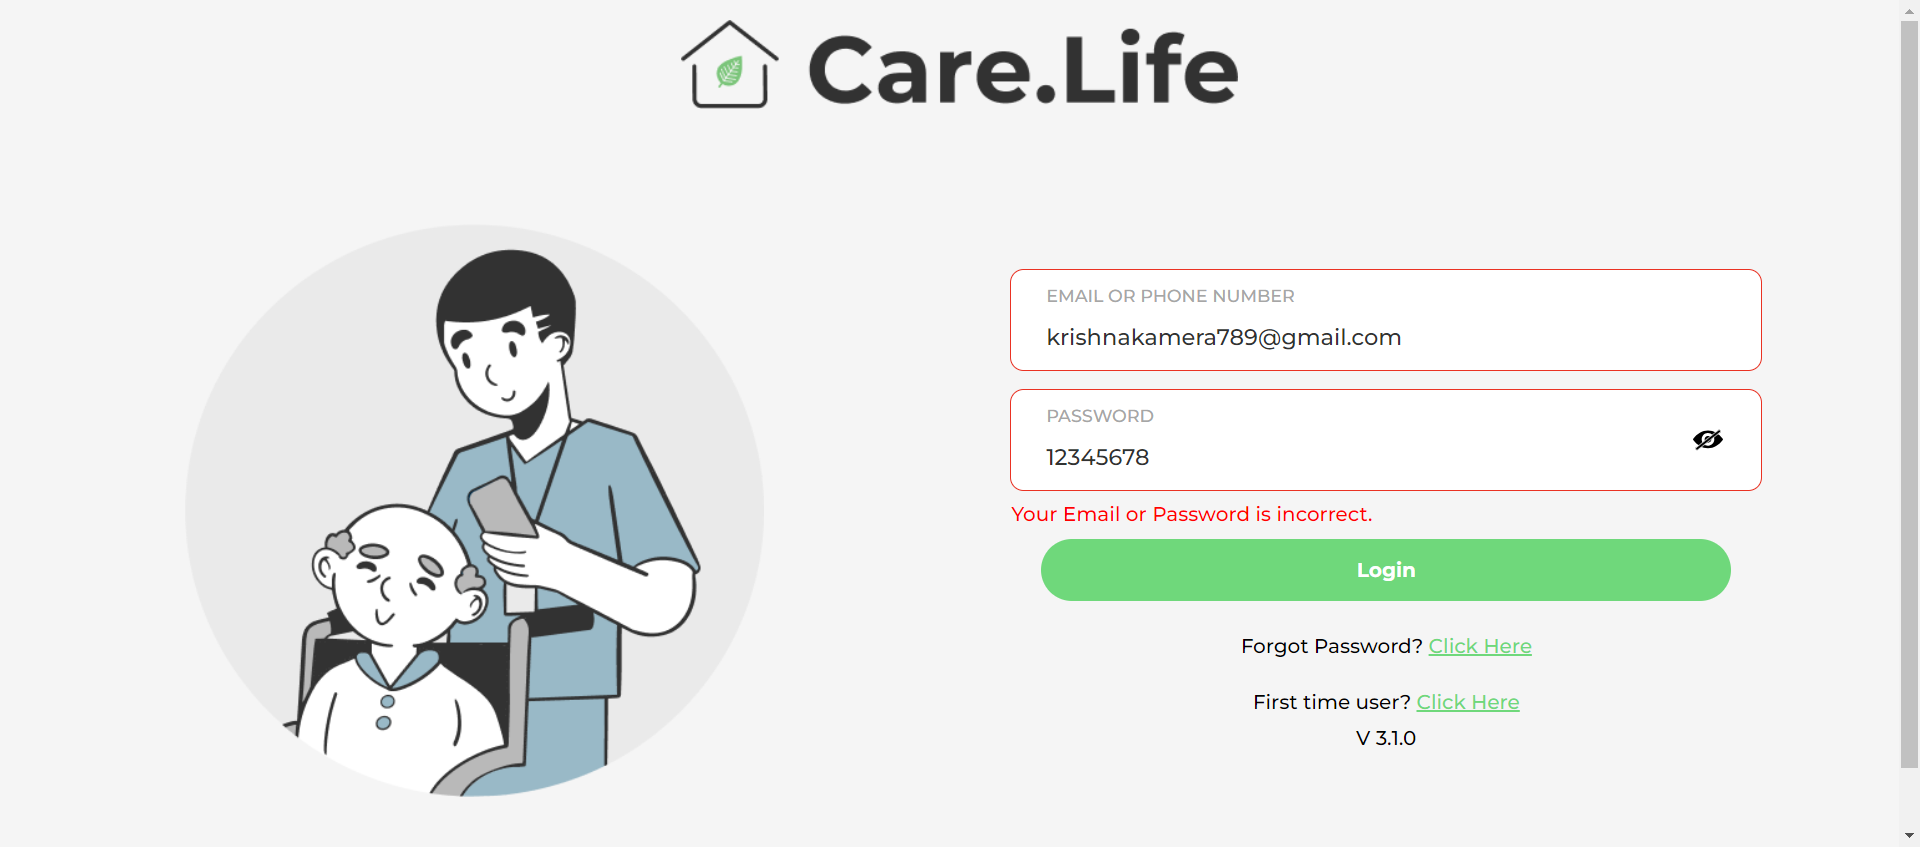 Care.Life
EMAIL OR PHONE NUMBER
krishnakamera789@gmail.com
PASSWORD
12345678
Your Email or Password is incorrect.
Login
Forgot Password? Click Here
First time user? Click Here
V 3.1.0